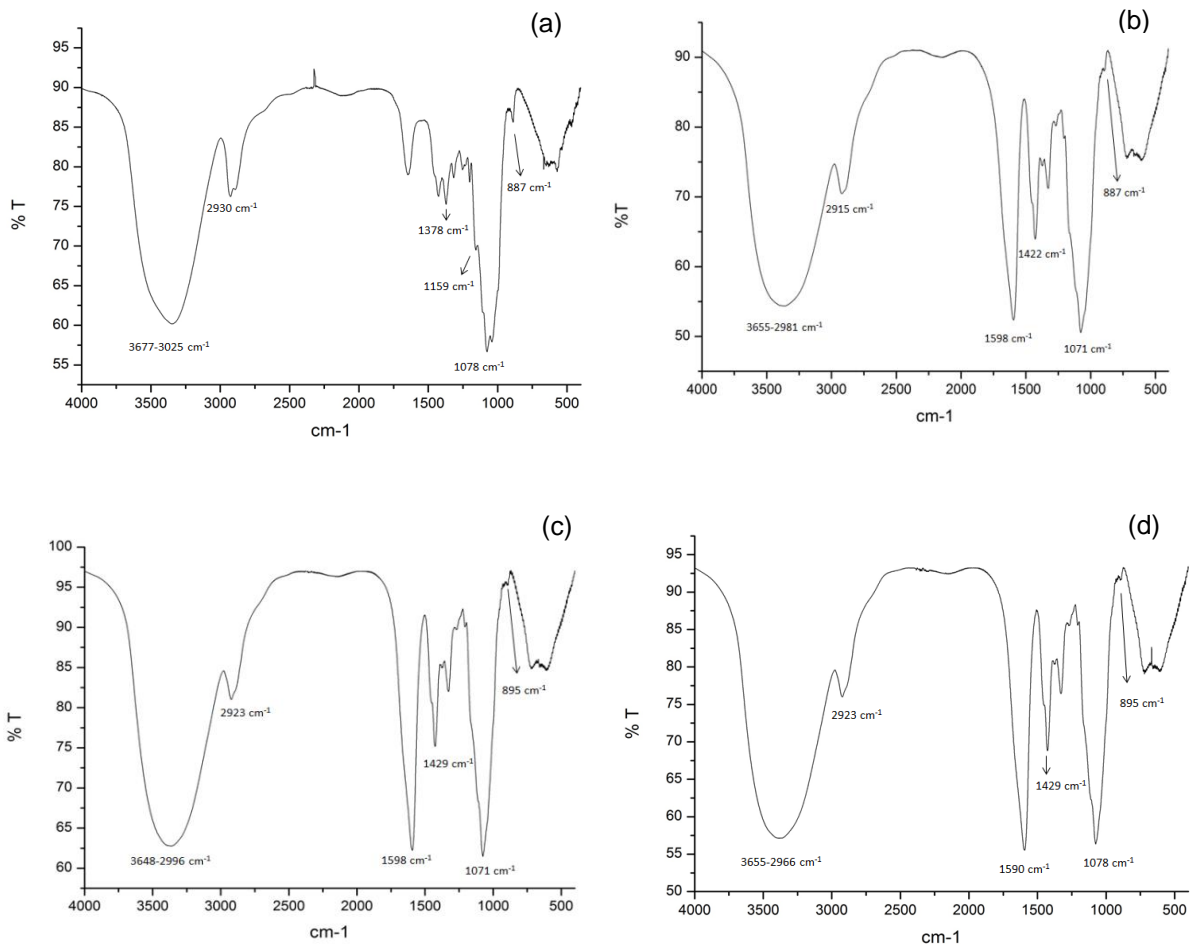 (a)
95
90
85
80
75
70
65
60
55
% T
2930 cm-1
887 cm-1
1378 cm-1
1159 cm-1
3677-3025 cm-1
1078 cm-1
4000 3500 3000 2500 2000 1500 1000 500
cm-1
(b)
90
80
70
60
50
%T
2915 cm-1
887 cm-1
1422 cm-1
3655-2981 cm-1
1598 cm-1
1071 cm-1
4000 3500 3000 2500 2000 1500 1000 500
cm-1
(c)
100
95
90
85
80
75
70
65
60
% T
895 cm-1
2923 cm-1
1429 cm-1
3648-2996 cm-1
1598 cm-1
1071 cm-1
4000 3500 3000 2500 2000 1500 1000 500
cm-1
(d)
95
90
85
80
75
70
65
60
55
50
% T
2923 cm-1
895 cm-1
1429 cm-1
3655-2966 cm-1
1590 cm-1
1078 cm-1
4000 3500 3000 2500 2000 1500 1000 500
cm-1